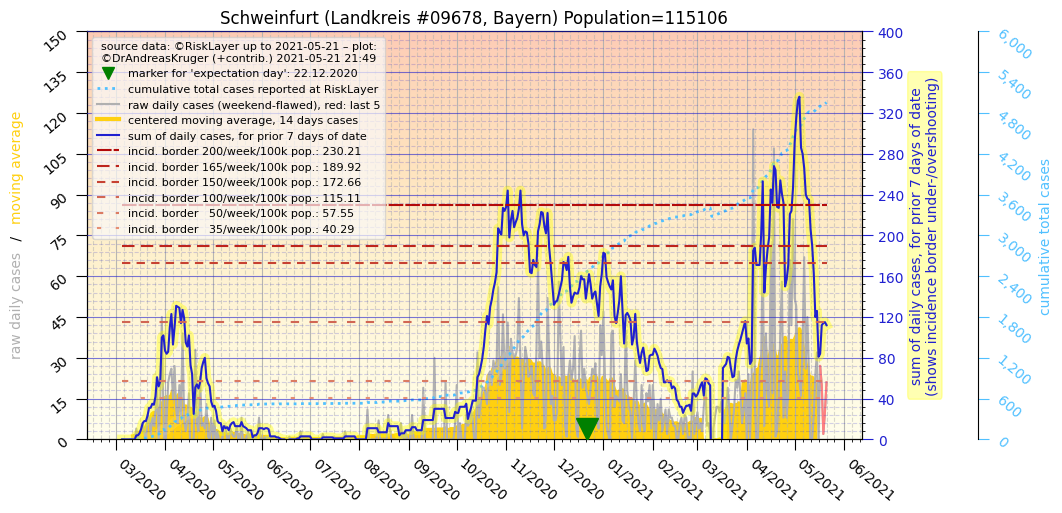 Schweinfurt (Landkreis #09678, Bayern) Population=115106
source data: ©RiskLayer up to 2021-05-21 – plot:
©DrAndreasKruger (+contrib.) 2021-05-21 21:49
marker for 'expectation day': 22.12.2020
cumulative total cases reported at RiskLayer
raw daily cases (weekend-flawed), red: last 5
centered moving average, 14 days cases
sum of daily cases, for prior 7 days of date
incid. border 200/week/100k pop.: 230.21
incid. border 165/week/100k pop.: 189.92
incid. border 150/week/100k pop.: 172.66
incid. border 100/week/100k pop.: 115.11
incid. border 50/week/100k pop.: 57.55
incid. border 35/week/100k pop.: 40.29
raw daily cases / moving average
150
135
120
105
90
75
60
45
30
15
0
03/2020
04/2020
05/2020
06/2020
07/2020
08/2020
09/2020
10/2020
11/2020
12/2020
01/2021
02/2021
03/2021
04/2021
05/2021
06/2021
400
360
320
280
240
200
160
120
80
40
0
sum of daily cases, for prior 7 days of date
(shows incidence border under-/overshooting)
6,000
5,400
4,800
4,200
3,600
3,000
2,400
1,800
1,200
600
0
cumulative total cases